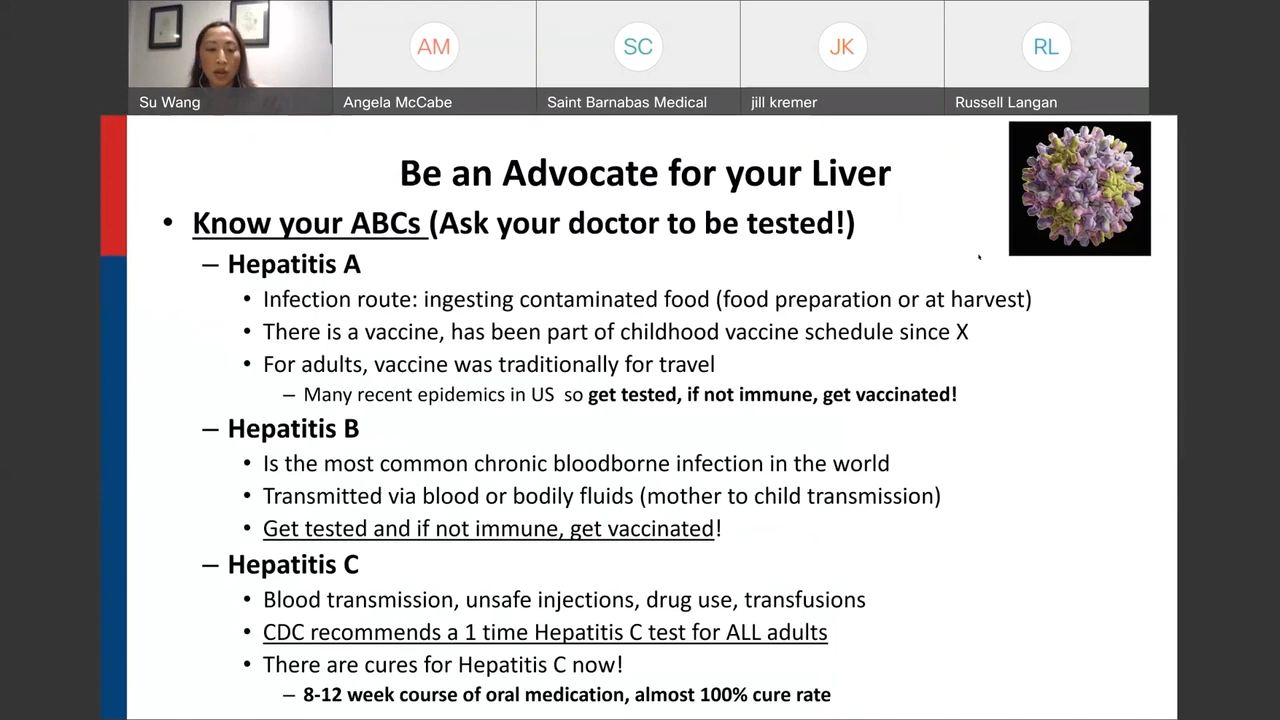 AM
SC
JK
RL
Su Wang
Angela McCabe
Saint Barnabas Medical
jill kremer
Russell Langan
Be an Advocate for your Liver
• Know your ABCs (Ask your doctor to be tested!)
– Hepatitis A
• Infection route: ingesting contaminated food (food preparation or at harvest)
• There is a vaccine, has been part of childhood vaccine schedule since X
• For adults, vaccine was traditionally for travel
– Many recent epidemics in US so get tested, if not immune, get vaccinated!
– Hepatitis B
• Is the most common chronic bloodborne infection in the world
• Transmitted via blood or bodily fluids (mother to child transmission)
• Get tested and if not immune, get vaccinated!
– Hepatitis C
• Blood transmission, unsafe injections, drug use, transfusions
• CDC recommends a 1 time Hepatitis C test for ALL adults
• There are cures for Hepatitis C now!
– 8-12 week course of oral medication, almost 100% cure rate